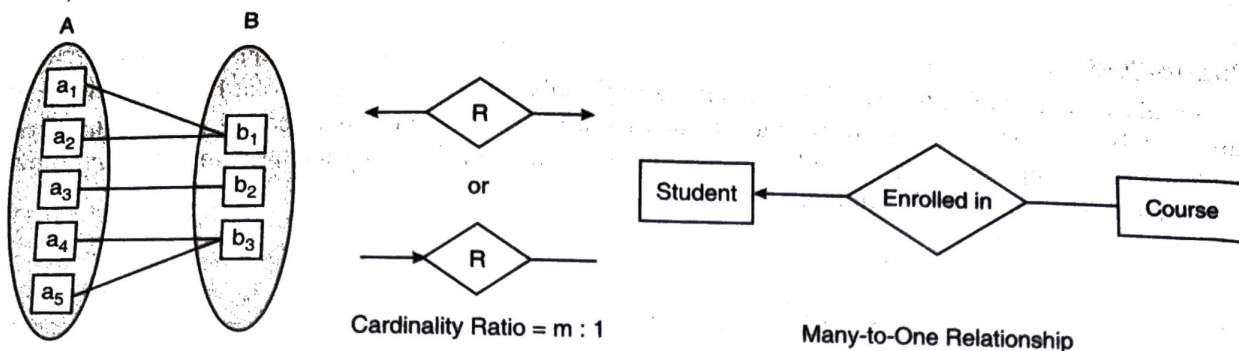 A B
a1
a2
a3
a4
a5
b1
b2
b3
R
or
R
Cardinality Ratio = m : 1
Student
Enrolled in
Course
Many-to-One Relationship